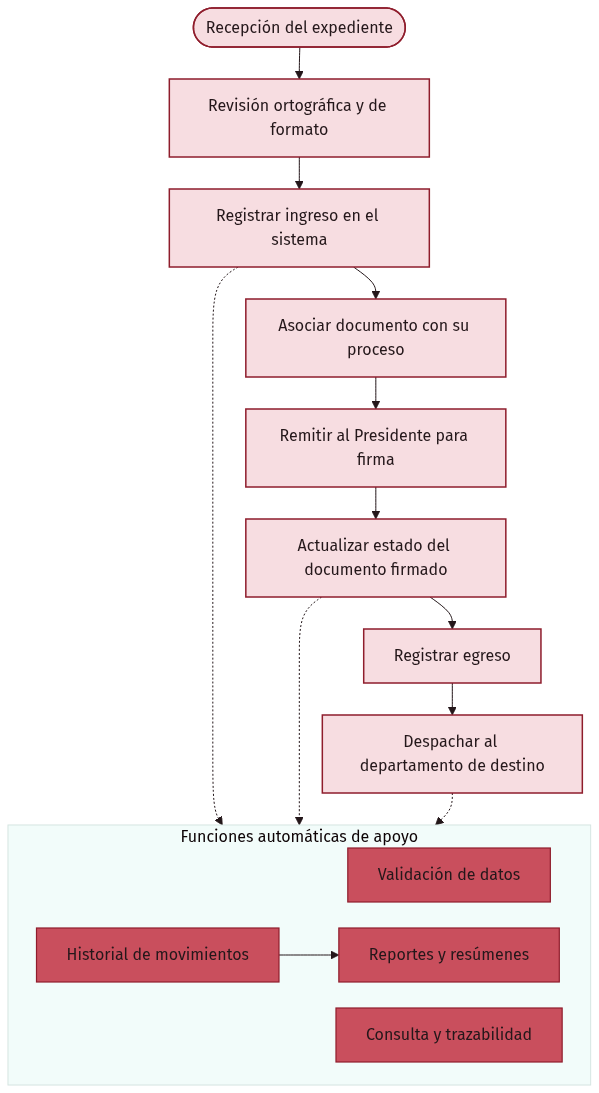 Recepción del expediente
Revisión ortográfica y de
formato
Registrar ingreso en el
sistema
Asociar documento con su
proceso
Remitir al Presidente para
firma
Actualizar estado del
documento firmado
Registrar egreso
Despachar al
departamento de destino
Funciones automáticas de apoyo
Validación de datos
Historial de movimientos
Reportes y resúmenes
Consulta y trazabilidad